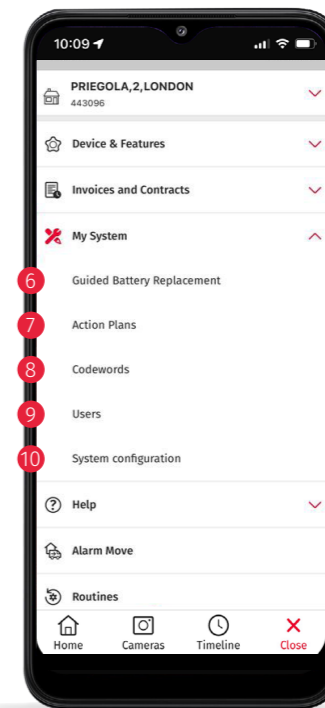 10:09
PRIEGOLA,2,LONDON
443096
Device & Features
Invoices and Contracts
My System
6 Guided Battery Replacement
7 Action Plans
8 Codewords
9 Users
10 System configuration
Help
Alarm Move
Routines
Home Cameras Timeline Close